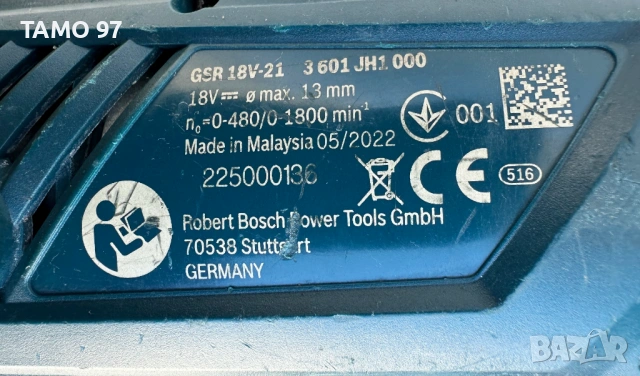 TAMO 97
GSR 18V-21 3 601 JH1 000
18V⎓ ø max. 13 mm
n₀=0-480/0-1800 min⁻¹
001
Made in Malaysia 05/2022
225000136
CE
516
Robert Bosch Power Tools GmbH
70538 Stuttgart
GERMANY
BAZAR